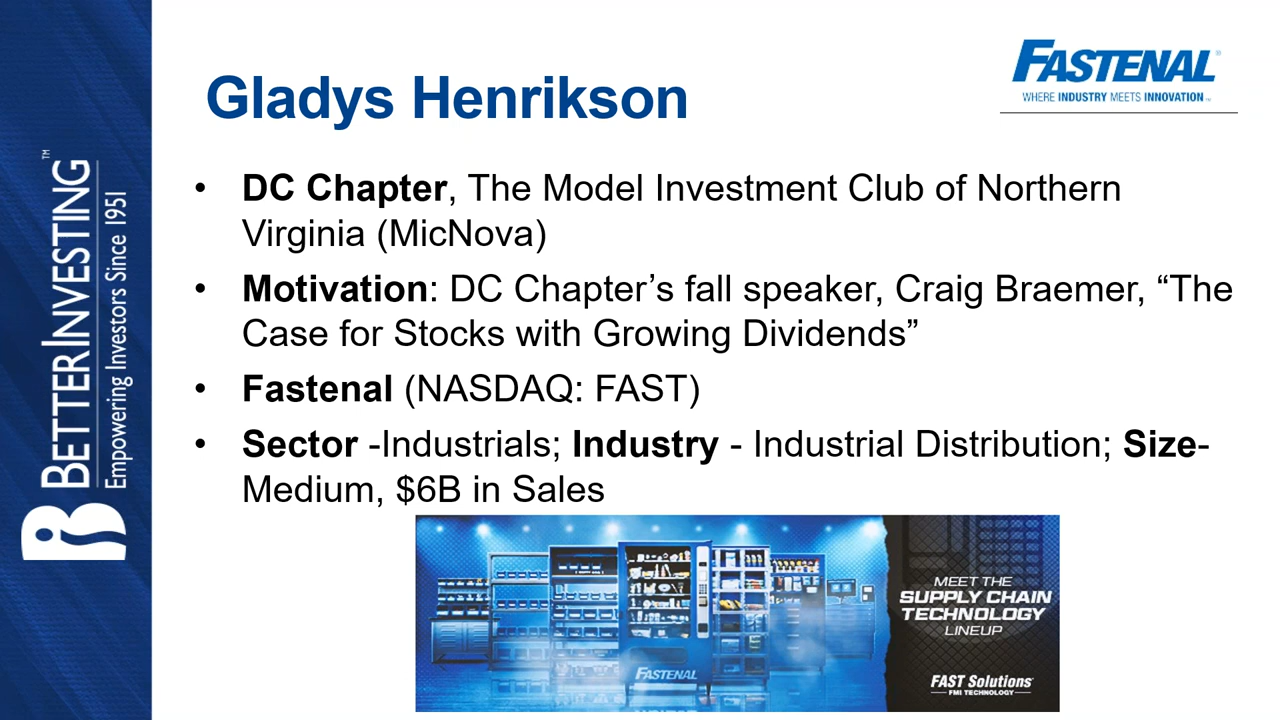 BETTERINVESTING™
Empowering Investors Since 1951
FASTENAL®
WHERE INDUSTRY MEETS INNOVATION™
Gladys Henrikson
• DC Chapter, The Model Investment Club of Northern
Virginia (MicNova)
• Motivation: DC Chapter’s fall speaker, Craig Braemer, “The
Case for Stocks with Growing Dividends”
• Fastenal (NASDAQ: FAST)
• Sector -Industrials; Industry - Industrial Distribution; Size-
Medium, $6B in Sales
FASTENAL
MEET THE
SUPPLY CHAIN
TECHNOLOGY
LINEUP
FAST Solutions
FMI TECHNOLOGY